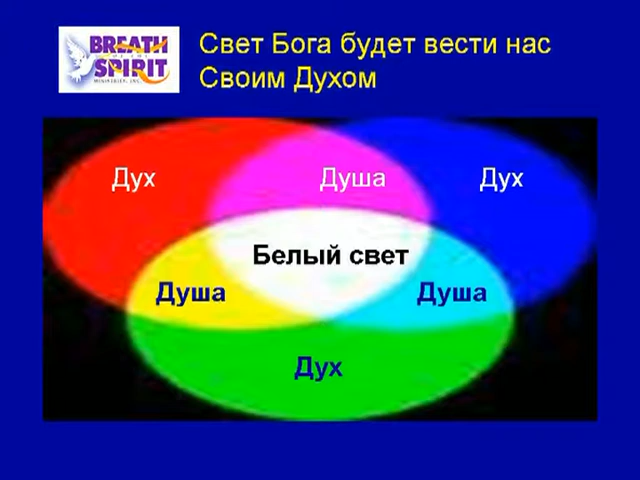 BREATH
SPIRIT
Свет Бога будет вести нас
Своим Духом
Дух
Душа
Дух
Белый свет
Душа
Душа
Дух